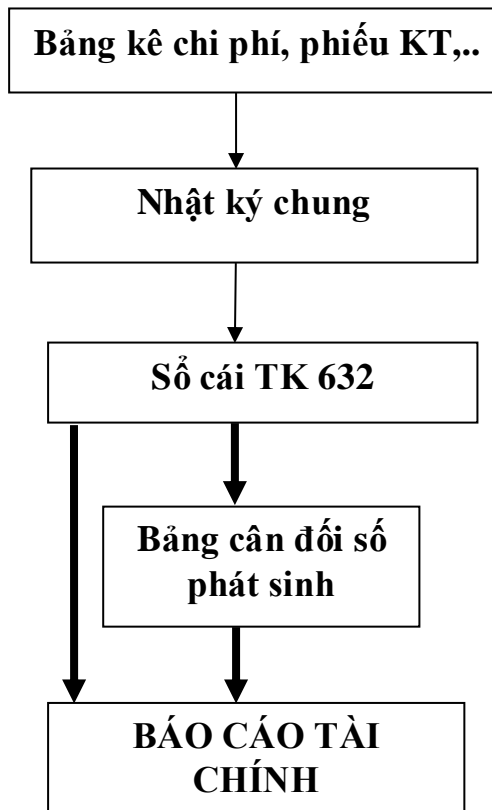 Bảng kê chi phí, phiếu KT,..
Nhật ký chung
Sổ cái TK 632
Bảng cân đối số
phát sinh
BÁO CÁO TÀI
CHÍNH